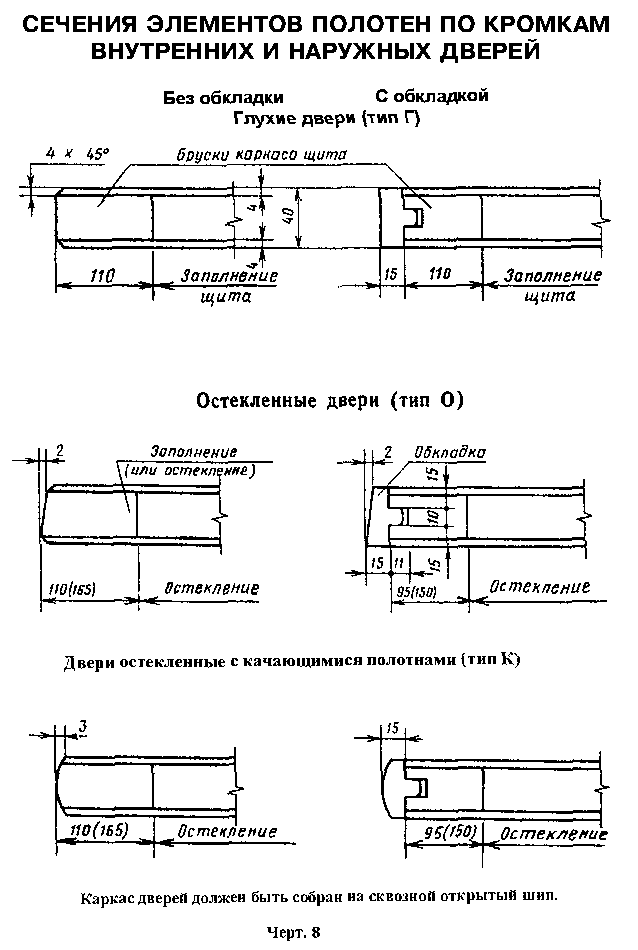 СЕЧЕНИЯ ЭЛЕМЕНТОВ ПОЛОТЕН ПО КРОМКАМ
ВНУТРЕННИХ И НАРУЖНЫХ ДВЕРЕЙ
Без обкладки С обкладкой
Глухие двери (тип Г)
4 × 45° бруски каркаса щита
4 40
4
110 Заполнение 15 110 Заполнение
щита щита
Остекленные двери (тип О)
2 Заполнение 2 Обкладка
(или остекление) 15
10
15 11 15
110(165) Остекление 95(150) Остекление
Двери остекленные с качающимися полотнами (тип К)
3 15
110(165) Остекление 95(150) Остекление
Каркас дверей должен быть собран на сквозной открытый шип.
Черт. 8